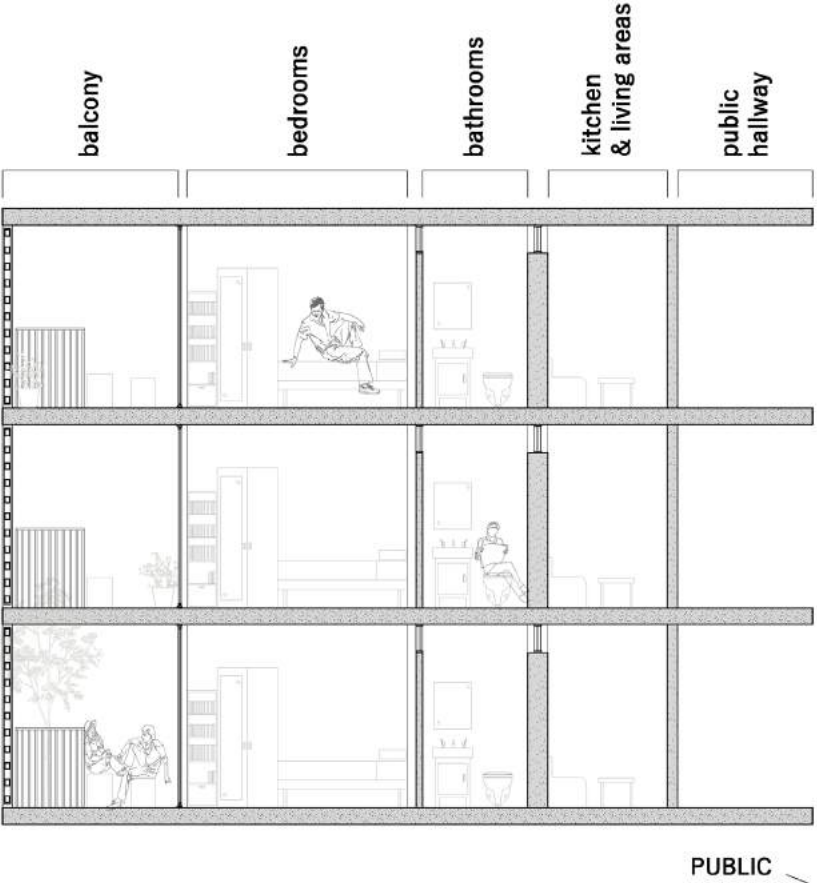 balcony
bedrooms
bathrooms
kitchen
& living areas
public
hallway
PUBLIC